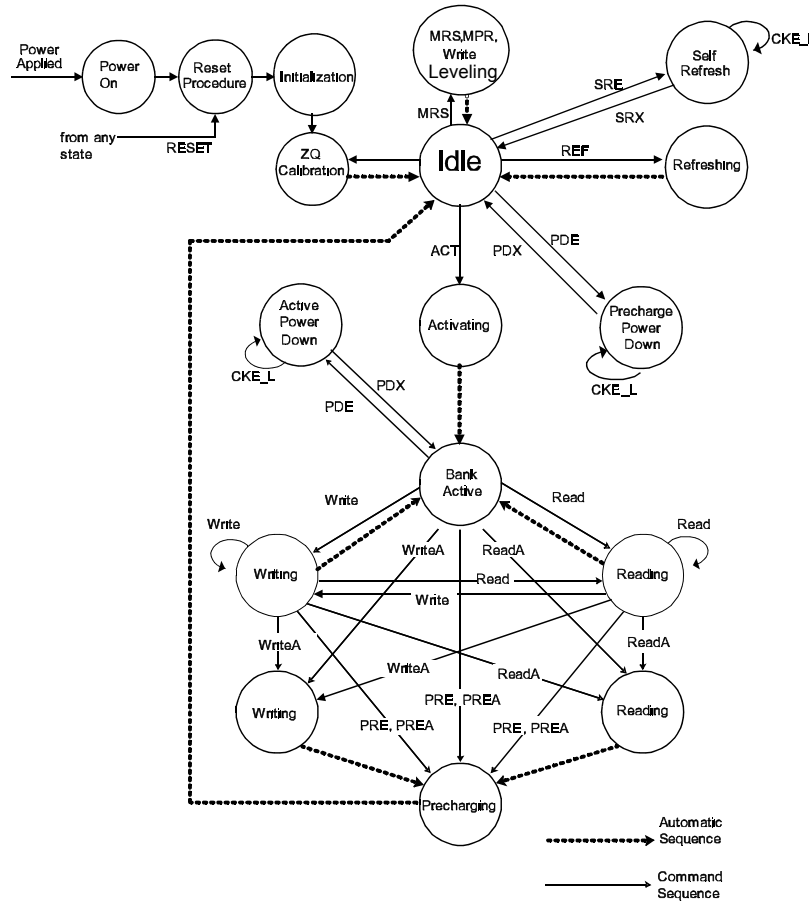 Power
Applied
Power
On
Reset
Procedure
Initialization
from any
state
RESET
ZQ
Calibration
MRS,MPR,
Write
Leveling
MRS
Idle
SRE
SRX
Self
Refresh
CKE_L
REF
Refreshing
ACT
PDE
PDX
Precharge
Power
Down
CKE_L
Activating
Active
Power
Down
CKE_L
PDX
PDE
Bank
Active
Write
Read
Write
Read
WriteA
ReadA
Writing
Read
Write
Reading
WriteA
ReadA
WriteA
ReadA
Writing
Reading
PRE, PREA
PRE, PREA
PRE, PREA
Precharging
Automatic
Sequence
Command
Sequence